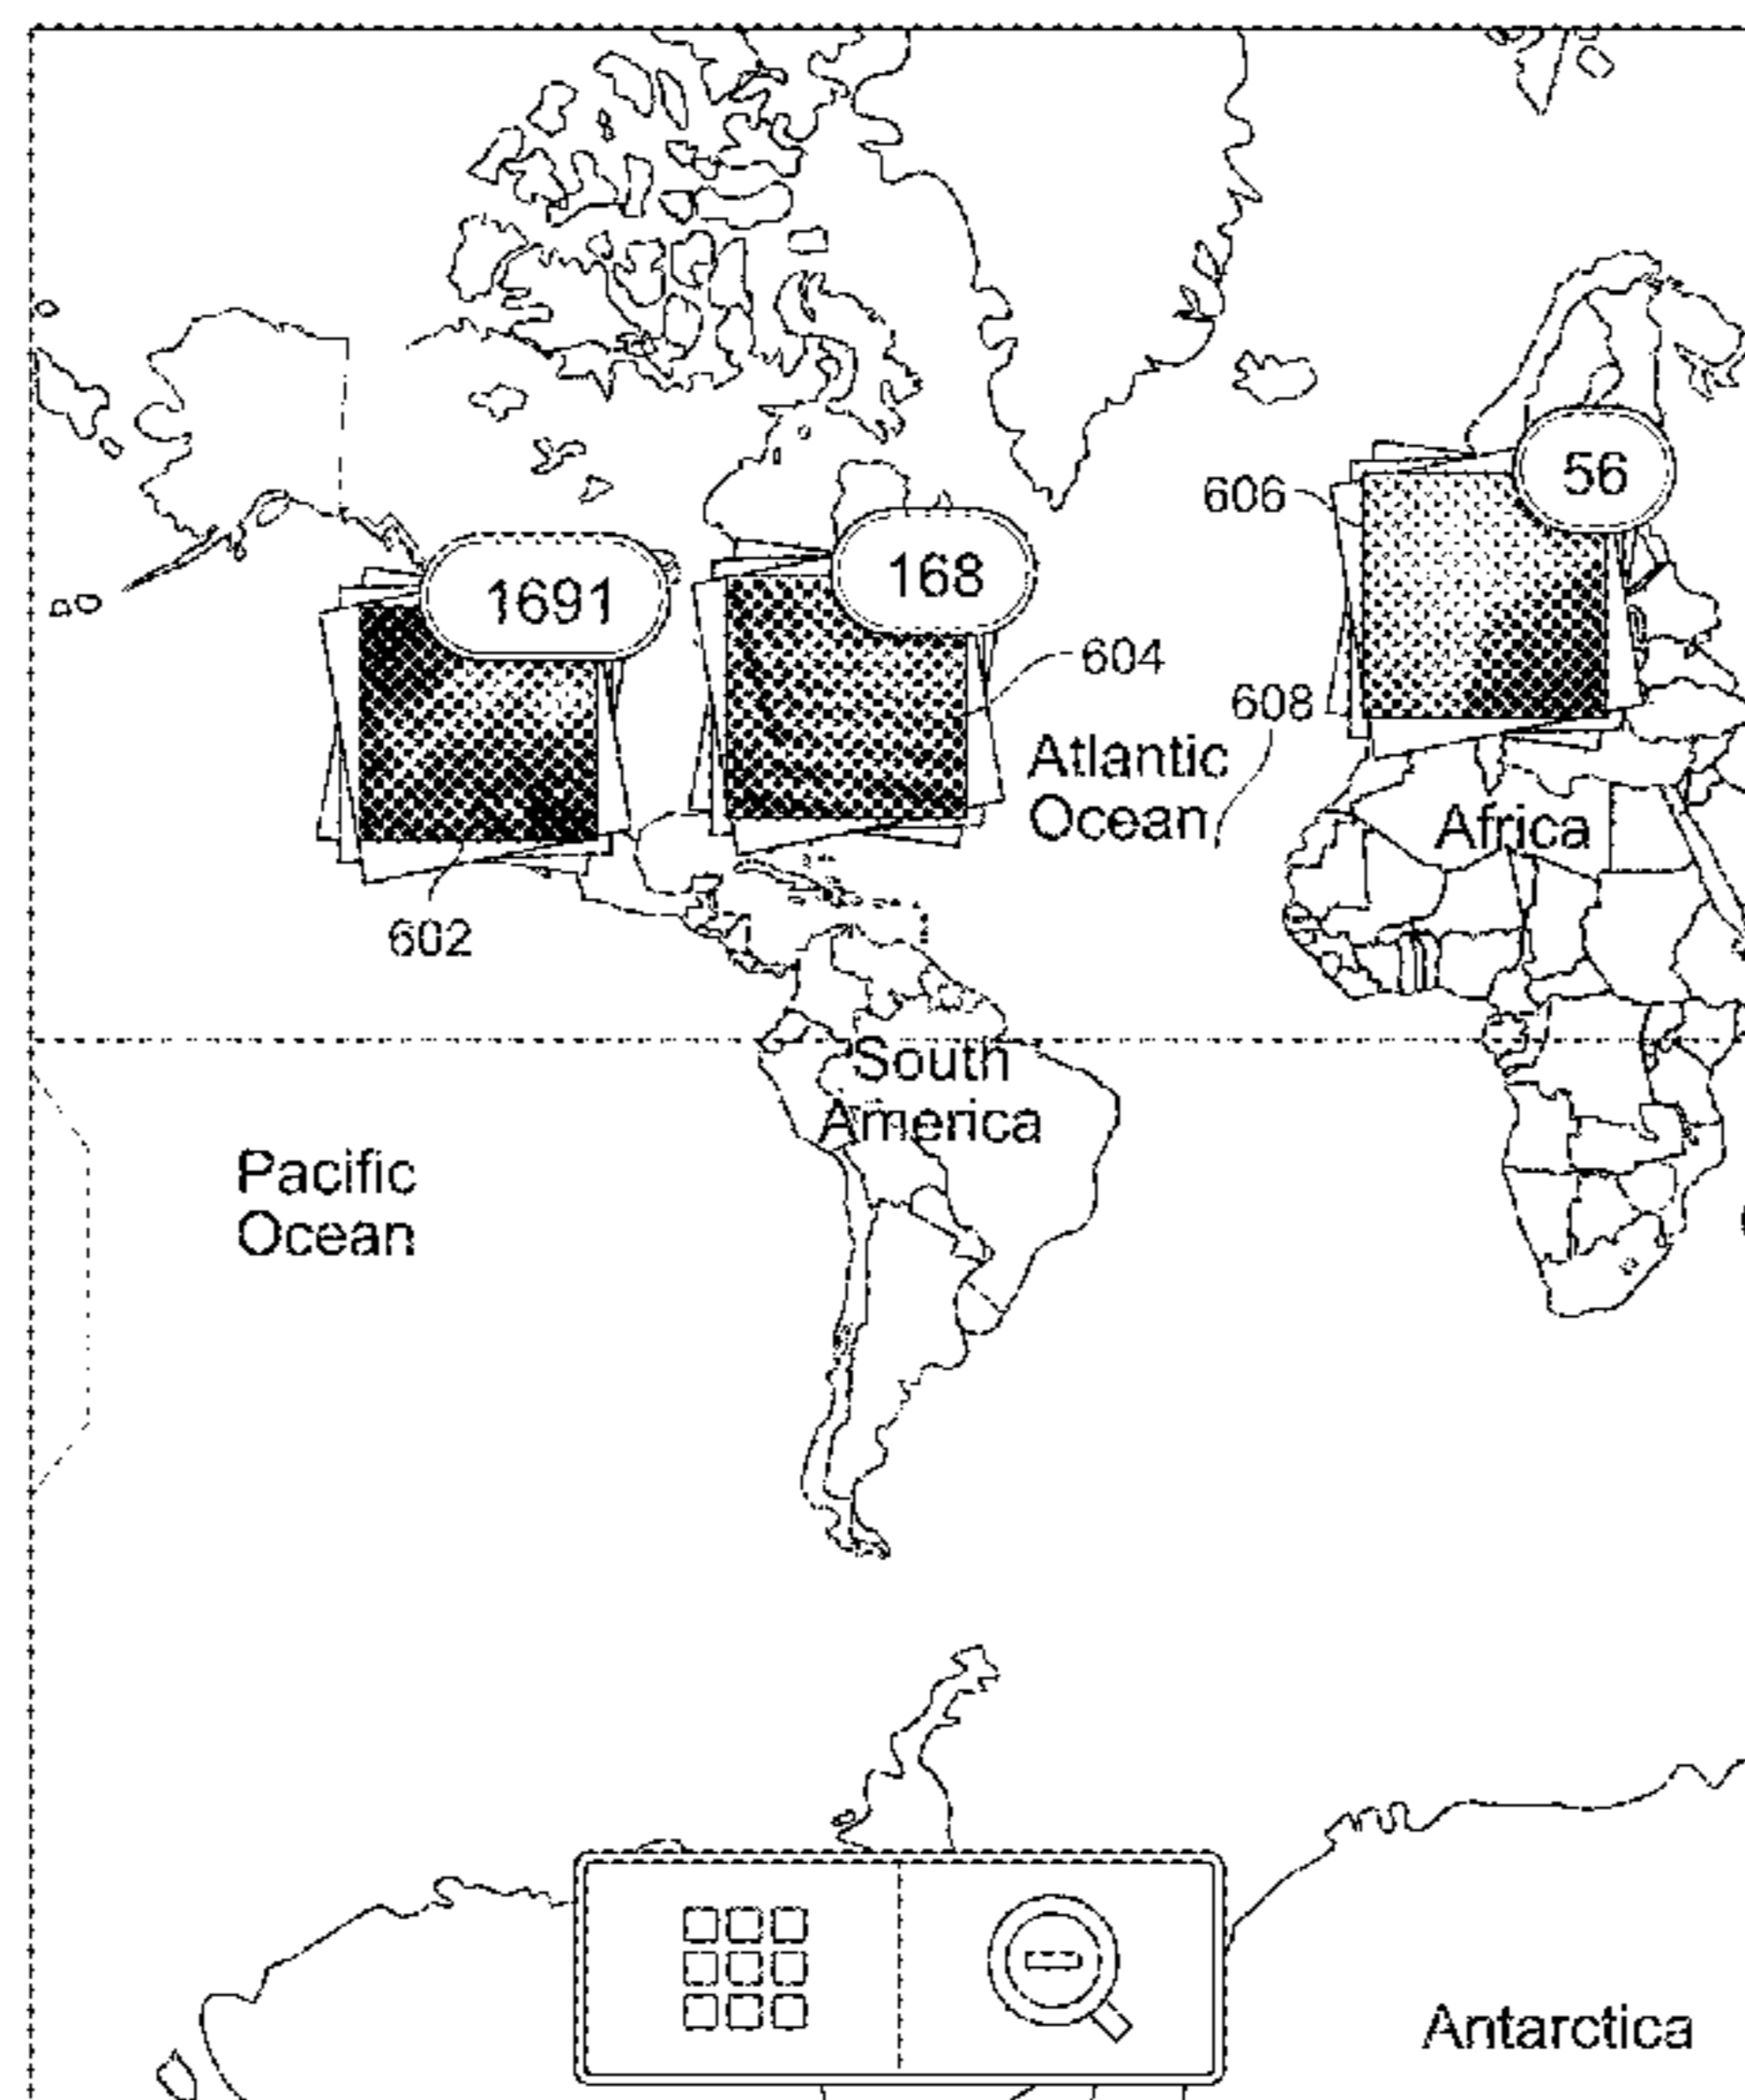 56
606
168
1691
604
608
Atlantic
Ocean
Africa
602
South
America
Pacific
Ocean
Antarctica